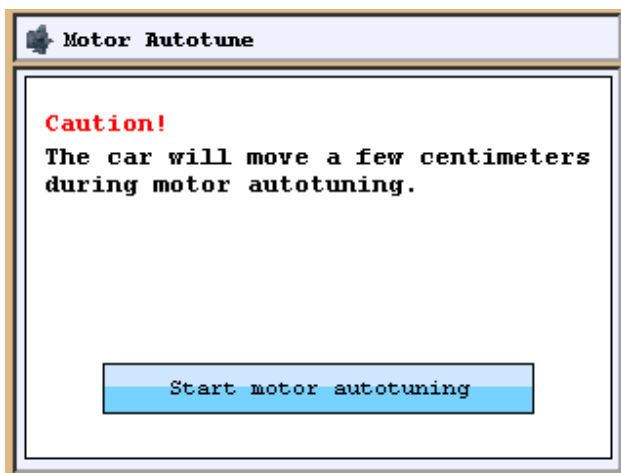 Motor Autotune
Caution!
The car will move a few centimeters
during motor autotuning.
Start motor autotuning